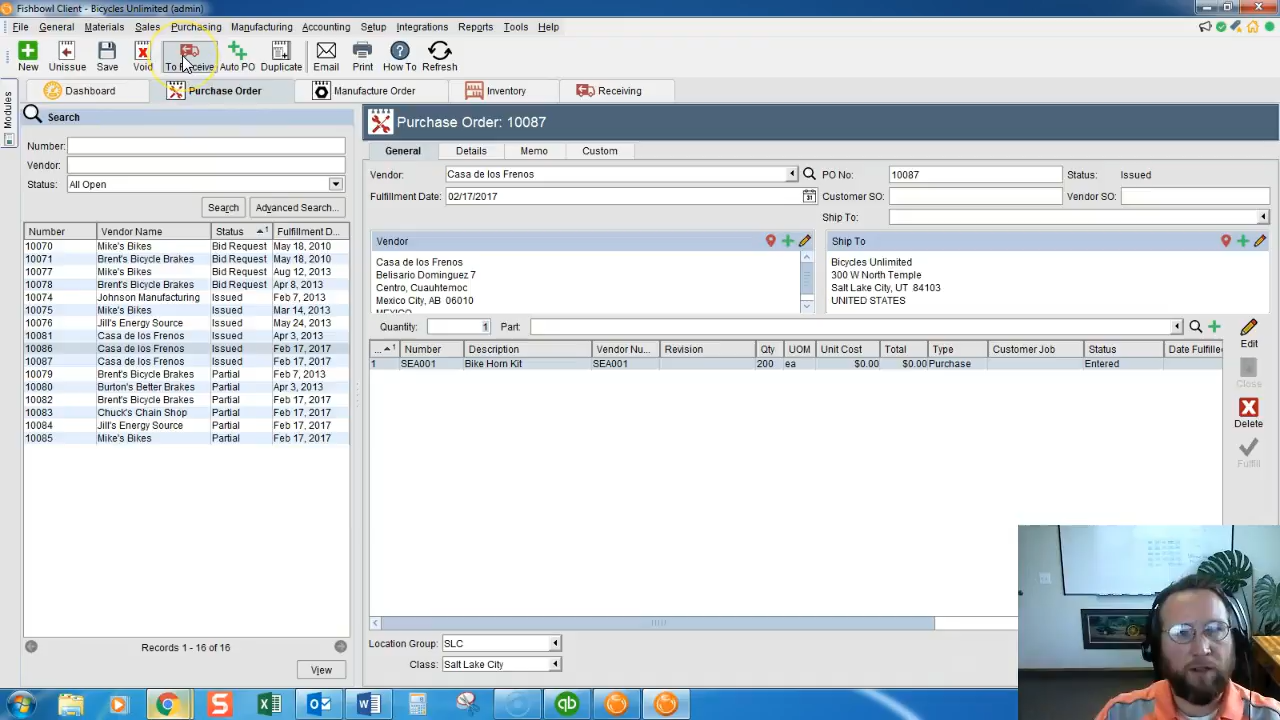 Fishbowl Client - Bicycles Unlimited (admin)
File General Materials Sales Purchasing Manufacturing Accounting Setup Integrations Reports Tools Help
New Unissue Save Void To Receive Auto PO Duplicate Email Print How To Refresh
Modules
Dashboard Purchase Order Manufacture Order Inventory Receiving
Search
Number:
Vendor:
Status: All Open
Search Advanced Search...
Number Vendor Name Status 1 Fulfillment D...
10070 Mike's Bikes Bid Request May 18, 2010
10071 Brent's Bicycle Brakes Bid Request May 18, 2010
10077 Mike's Bikes Bid Request Aug 12, 2013
10078 Brent's Bicycle Brakes Bid Request Apr 8, 2013
10074 Johnson Manufacturing Issued Feb 7, 2013
10075 Mike's Bikes Issued Mar 14, 2013
10076 Jill's Energy Source Issued May 24, 2013
10081 Casa de los Frenos Issued Apr 3, 2013
10086 Casa de los Frenos Issued Feb 17, 2017
10087 Casa de los Frenos Issued Feb 17, 2017
10079 Brent's Bicycle Brakes Partial Feb 7, 2013
10080 Burton's Better Brakes Partial Apr 3, 2013
10082 Brent's Bicycle Brakes Partial Feb 17, 2017
10083 Chuck's Chain Shop Partial Feb 17, 2017
10084 Jill's Energy Source Partial Feb 17, 2017
10085 Mike's Bikes Partial Feb 17, 2017
Records 1 - 16 of 16
View
Purchase Order: 10087
General Details Memo Custom
Vendor: Casa de los Frenos PO No: 10087 Status: Issued
Fulfillment Date: 02/17/2017 31 Customer SO: Vendor SO:
Ship To:
Vendor
Casa de los Frenos
Belisario Dominguez 7
Centro, Cuauhtemoc
Mexico City, AB 06010
MEXICO
Ship To
Bicycles Unlimited
300 W North Temple
Salt Lake City, UT 84103
UNITED STATES
Quantity: 1 Part:
... 1 Number Description Vendor Nu... Revision Qty UOM Unit Cost Total Type Customer Job Status Date Fulfille
1 SEA001 Bike Horn Kit SEA001 200 ea $0.00 $0.00 Purchase Entered
Edit
Close
Delete
Fulfill
Location Group: SLC
Class: Salt Lake City